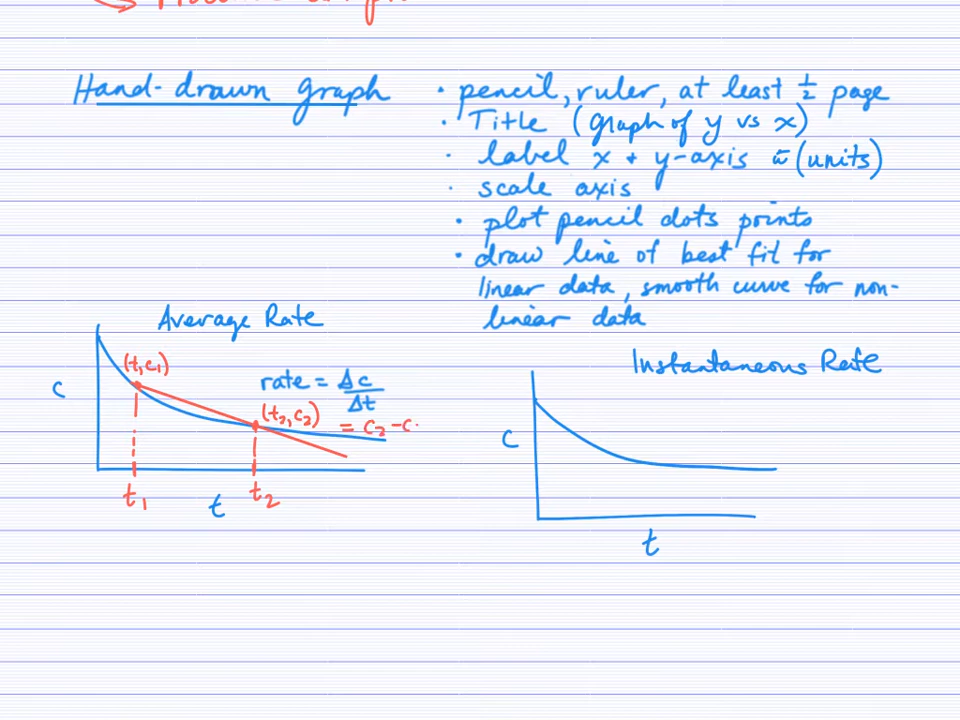 Hand-drawn graph
• pencil, ruler, at least ½ page
• Title (graph of y vs x)
• label x + y-axis c̄ (units)
• scale axis
• plot pencil dots points
• draw line of best fit for
linear data, smooth curve for non-
linear data
Average Rate
C
(t,c₁)
rate = Δc
Δt
(t₂,c₂)
= c₂-c
t₁
t
t₂
Instantaneous Rate
C
t